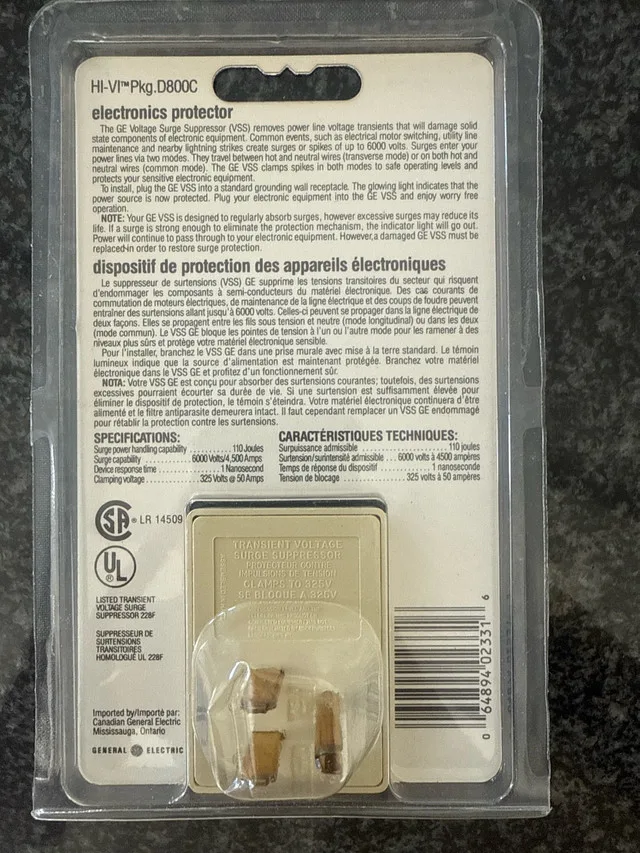 HI-VI™Pkg.D800C
electronics protector
The GE Voltage Surge Suppressor (VSS) removes power line voltage transients that will damage solid
state components of electronic equipment. Common events, such as electrical motor switching, utility line
maintenance and nearby lightning strikes create surges or spikes of up to 6000 volts. Surges enter your
power lines via two modes. They travel between hot and neutral wires (transverse mode) or on both hot and
neutral wires (common mode). The GE VSS clamps spikes in both modes to safe operating levels and
protects your sensitive electronic equipment.
To install, plug the GE VSS into a standard grounding wall receptacle. The glowing light indicates that the
power source is now protected. Plug your electronic equipment into the GE VSS and enjoy worry free
operation.
NOTE: Your GE VSS is designed to regularly absorb surges, however excessive surges may reduce its
life. If a surge is strong enough to eliminate the protection mechanism, the indicator light will go out.
Power will continue to pass through to your electronic equipment. However,a damaged GE VSS must be
replaced in order to restore surge protection.
dispositif de protection des appareils électroniques
Le suppresseur de surtensions (VSS) GE supprime les tensions transitoires du secteur qui risquent
d'endommager les composants à semi-conducteurs du matériel électronique. Des cas courants de
commutation de moteurs électriques, de maintenance de la ligne électrique et des coups de foudre peuvent
entraîner des surtensions allant jusqu'à 6000 volts. Celles-ci peuvent se propager dans la ligne électrique de
deux façons. Elles se propagent entre les fils sous tension et neutre (mode longitudinal) ou dans les deux
(mode commun). Le VSS GE bloque les pointes de tension à l'un ou l'autre mode pour les ramener à des
niveaux plus sûrs et protège votre matériel électronique sensible.
Pour l'installer, branchez le VSS GE dans une prise murale avec mise à la terre standard. Le témoin
lumineux indique que la source d'alimentation est maintenant protégée. Branchez votre matériel
électronique dans le VSS GE et profitez d'un fonctionnement sûr.
NOTA: Votre VSS GE est conçu pour absorber des surtensions courantes; toutefois, des surtensions
excessives pourraient écourter sa durée de vie. Si une surtension est suffisamment élevée pour
éliminer le dispositif de protection, le témoin s'éteindra. Votre matériel électronique continuera d'être
alimenté et le filtre antiparasite demeurera intact. Il faut cependant remplacer un VSS GE endommagé
pour rétablir la protection contre les surtensions.
SPECIFICATIONS:
Surge power handling capability .......... 110 Joules
Surge capability .......... 6000 Volts/4,500 Amps
Device response time .......... 1 Nanosecond
Clamping voltage .......... 325 Volts @ 50 Amps
CARACTÉRISTIQUES TECHNIQUES:
Surpuissance admissible .......... 110 joules
Surtension/surintensité admissible ... 6000 volts à 4500 ampères
Temps de réponse du dispositif .......... 1 nanoseconde
Tension de blocage .......... 325 volts à 50 ampères
SA ® LR 14509
UL ®
LISTED TRANSIENT
VOLTAGE SURGE
SUPPRESSOR 228F
SUPPRESSEUR DE
SURTENSIONS
TRANSITOIRES
HOMOLOGUÉ UL 228F
Imported by/Importé par:
Canadian General Electric
Mississauga, Ontario
GENERAL ELECTRIC
TRANSIENT VOLTAGE
SURGE SUPPRESSOR
PROTECTEUR CONTRE
IMPULSIONS DE TENSION
CLAMPS TO 325V
SE BLOQUE A 325V
0 64894 02331 6